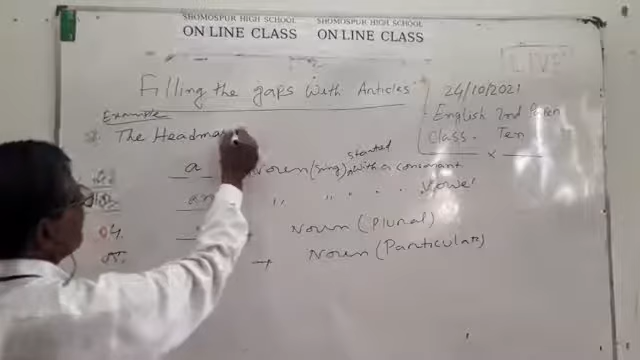 SHOMOSPUR HIGH SCHOOL SHOMOSPUR HIGH SCHOOL
ON LINE CLASS ON LINE CLASS
LIVE
Filling the gaps with Articles
24/10/2021
English 2nd Paper
Class - Ten
Example
The Headma
a Noun (sing) started with a consonant
an " " " " " Vowel
Noun (Plural)
→ Noun (Particular)